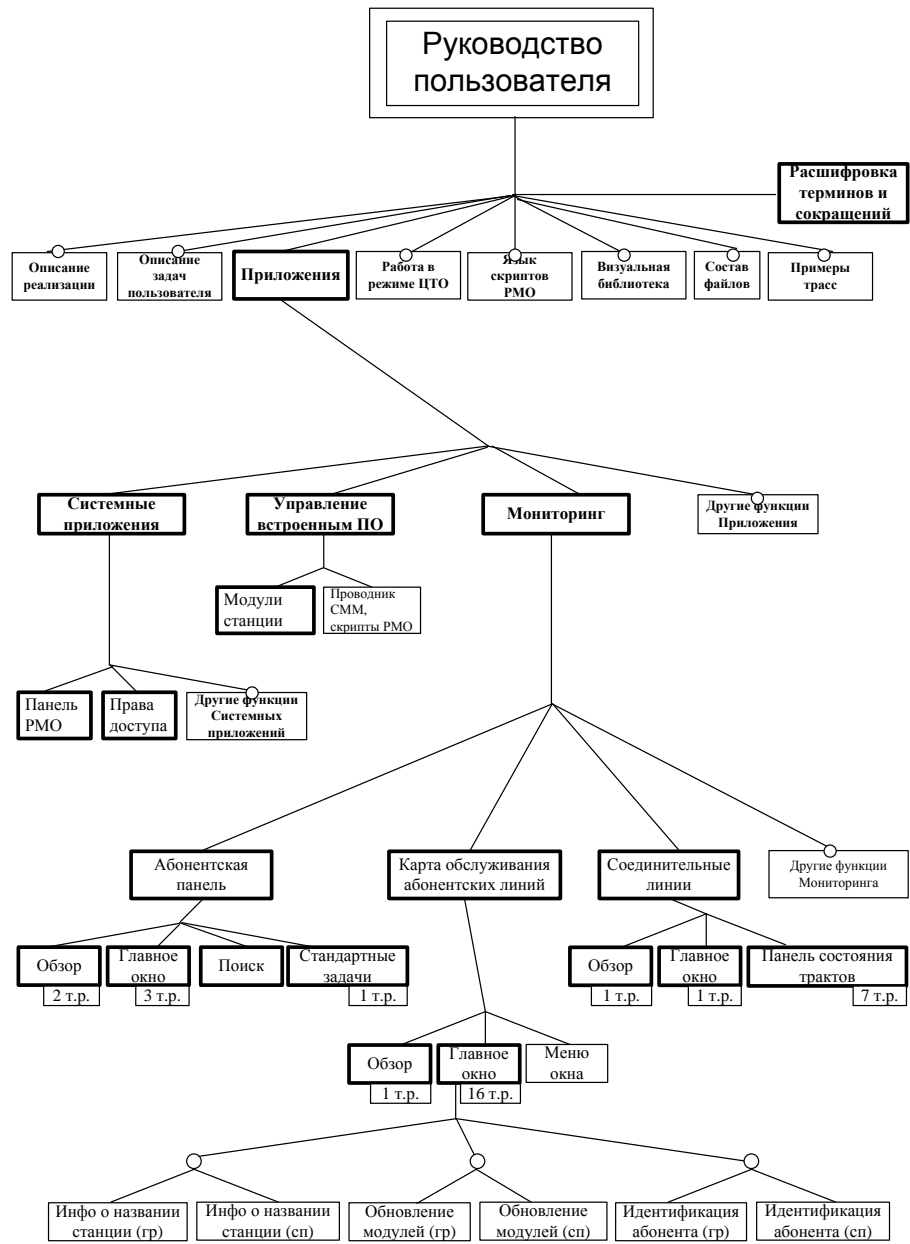 Руководство
пользователя
Расшифровка
терминов и
сокращений
Описание
реализации
Описание
задач
пользователя
Приложения
Работа в
режиме ЦТО
Язык
скриптов
РМО
Визуальная
библиотека
Состав
файлов
Примеры
трасс
Системные
приложения
Управление
встроенным ПО
Мониторинг
Другие функции
Приложения
Модули
станции
Проводник
СММ,
скрипты РМО
Панель
РМО
Права
доступа
Другие функции
Системных
приложений
Абонентская
панель
Карта обслуживания
абонентских линий
Соединительные
линии
Другие функции
Мониторинга
Обзор
2 т.р.
Главное
окно
3 т.р.
Поиск
Стандартные
задачи
1 т.р.
Обзор
1 т.р.
Главное
окно
1 т.р.
Панель состояния
трактов
7 т.р.
Обзор
1 т.р.
Главное
окно
16 т.р.
Меню
окна
Инфо о названии
станции (гр)
Инфо о названии
станции (сп)
Обновление
модулей (гр)
Обновление
модулей (сп)
Идентификация
абонента (гр)
Идентификация
абонента (сп)